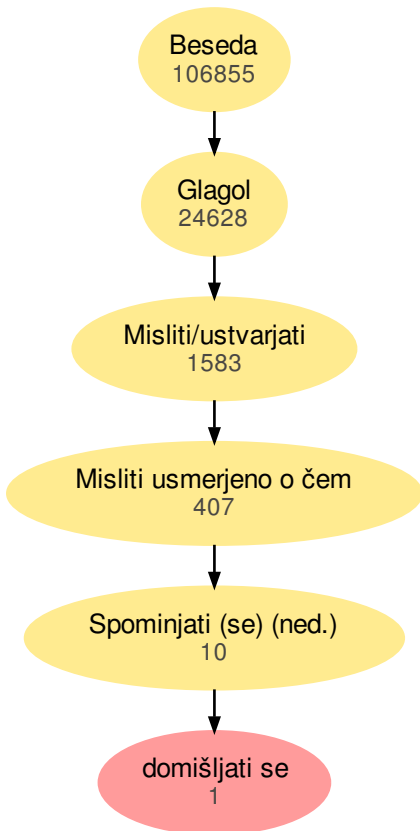 Beseda
106855
Glagol
24628
Misliti/ustvarjati
1583
Misliti usmerjeno o čem
407
Spominjati (se) (ned.)
10
domišljati se
1